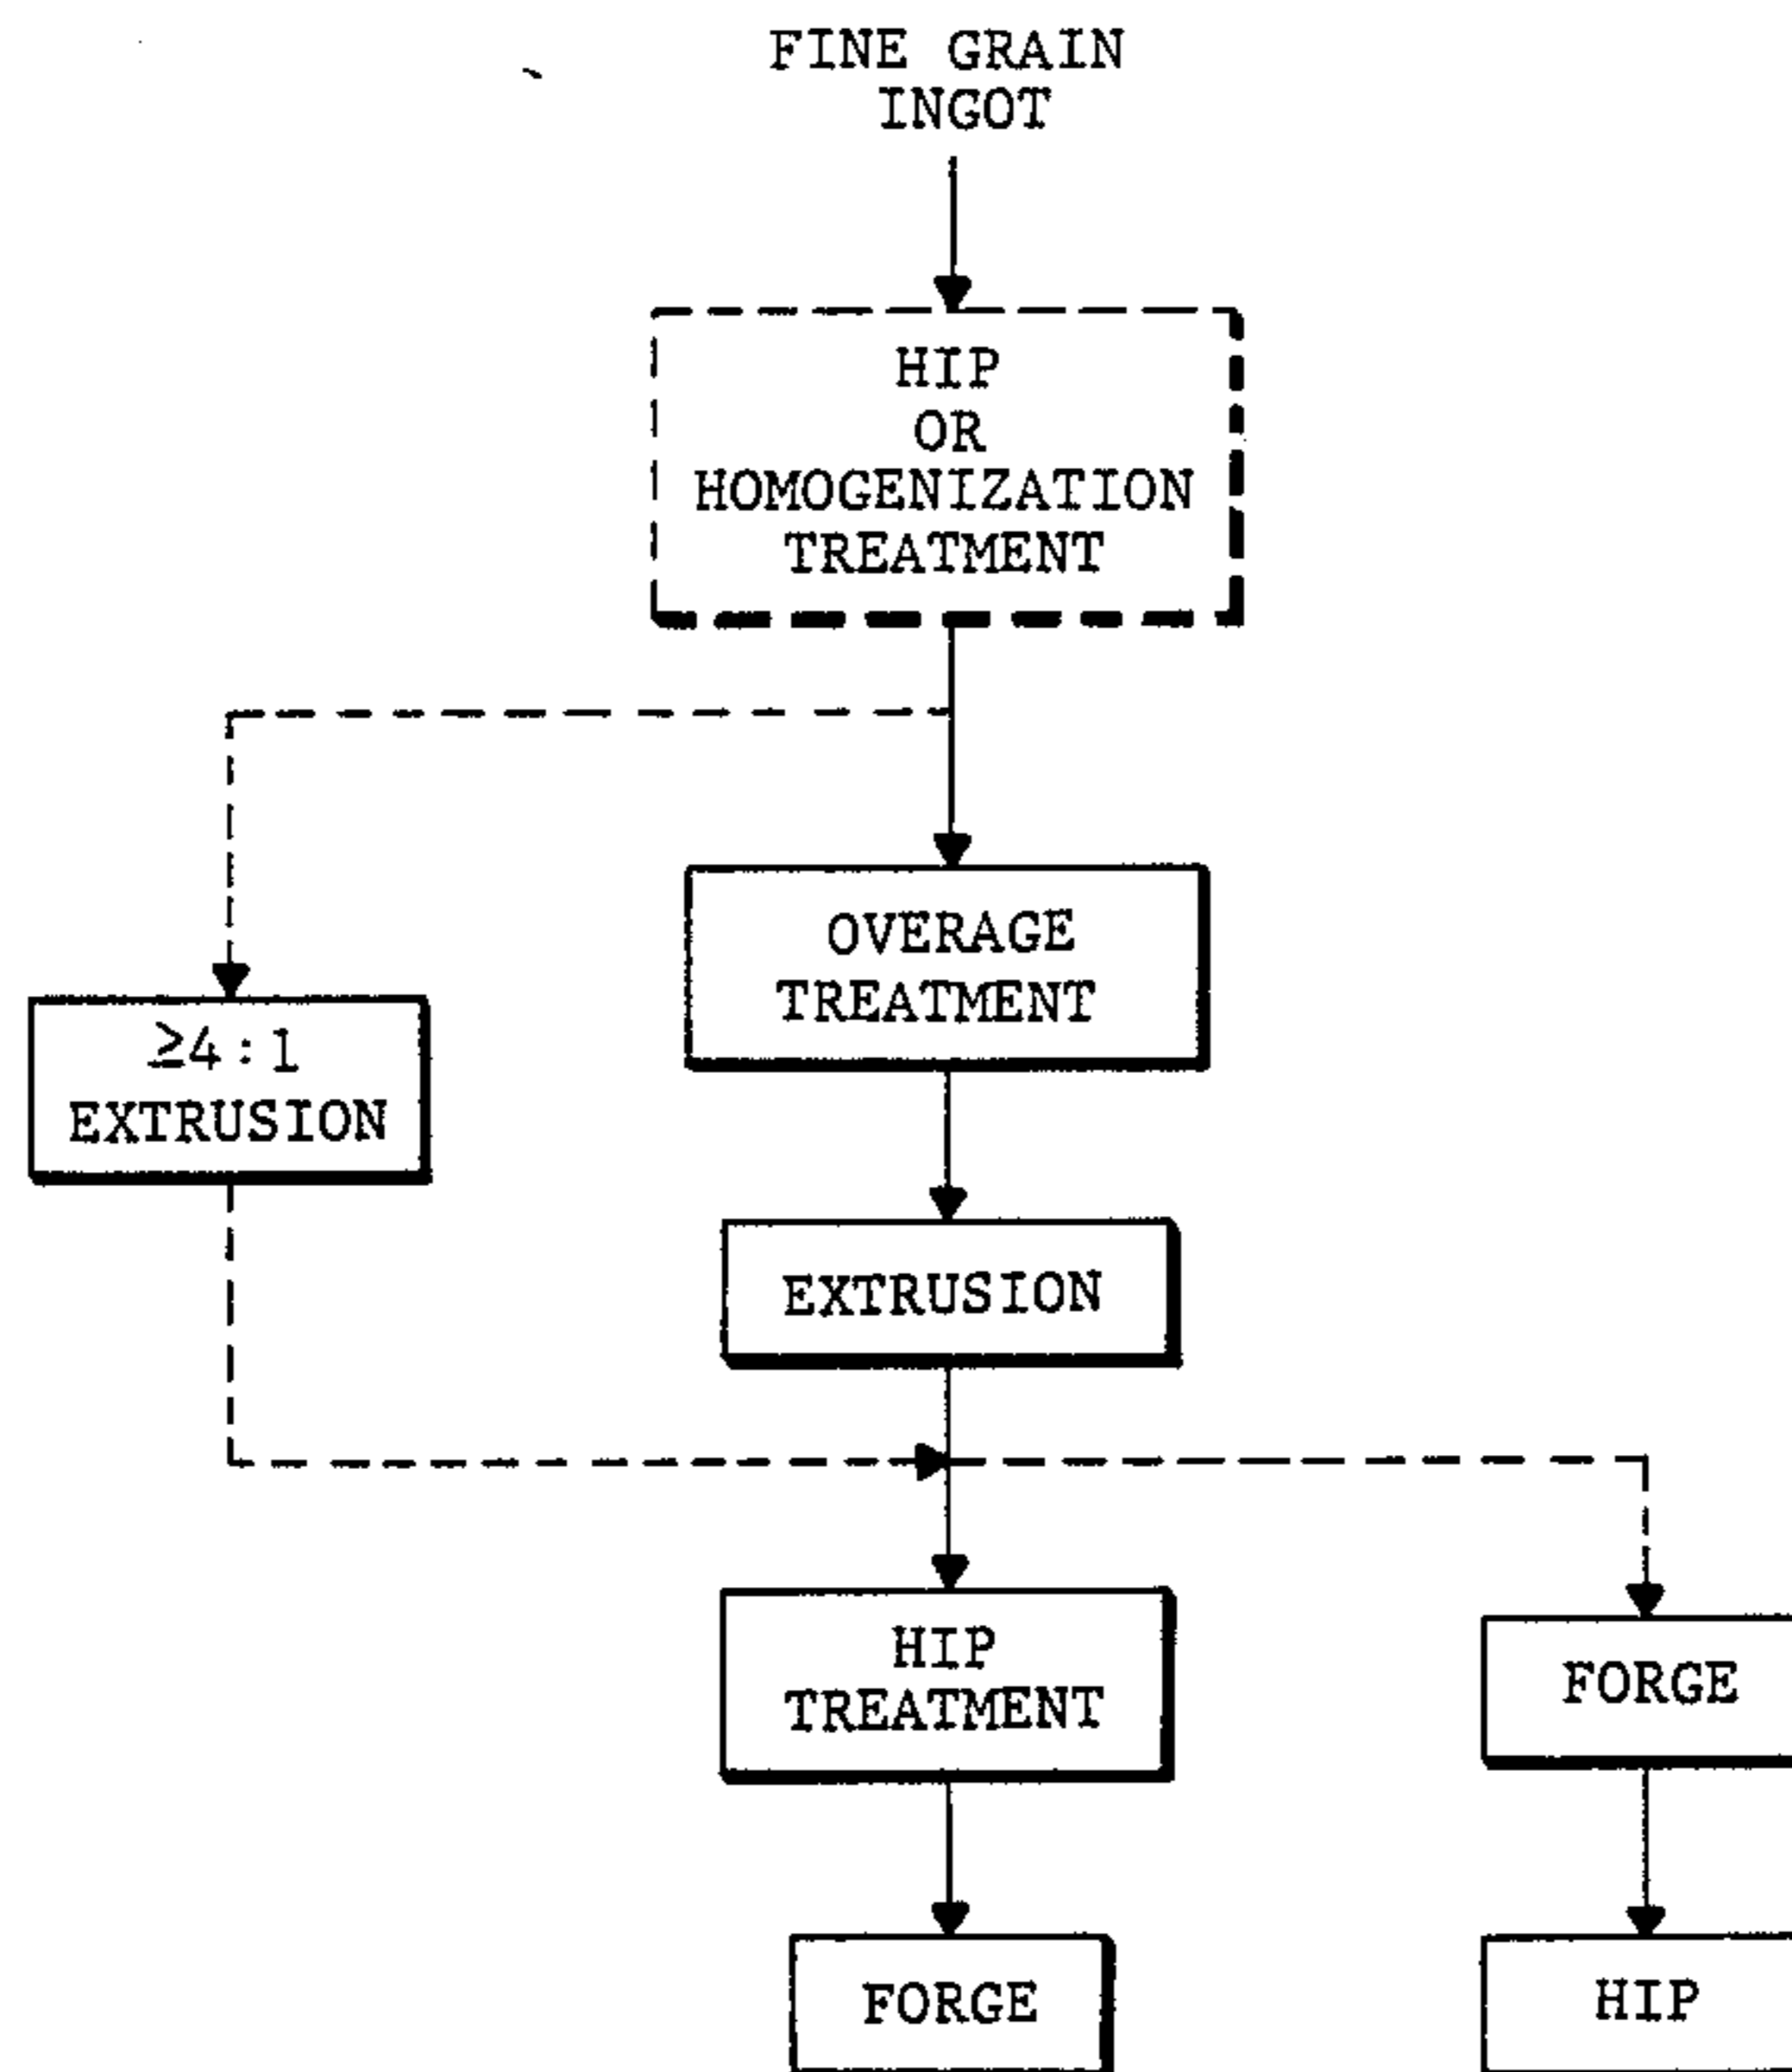 FINE GRAIN
INGOT
HIP
OR
HOMOGENIZATION
TREATMENT
OVERAGE
TREATMENT
≥4:1
EXTRUSION
EXTRUSION
HIP
TREATMENT
FORGE
FORGE
HIP